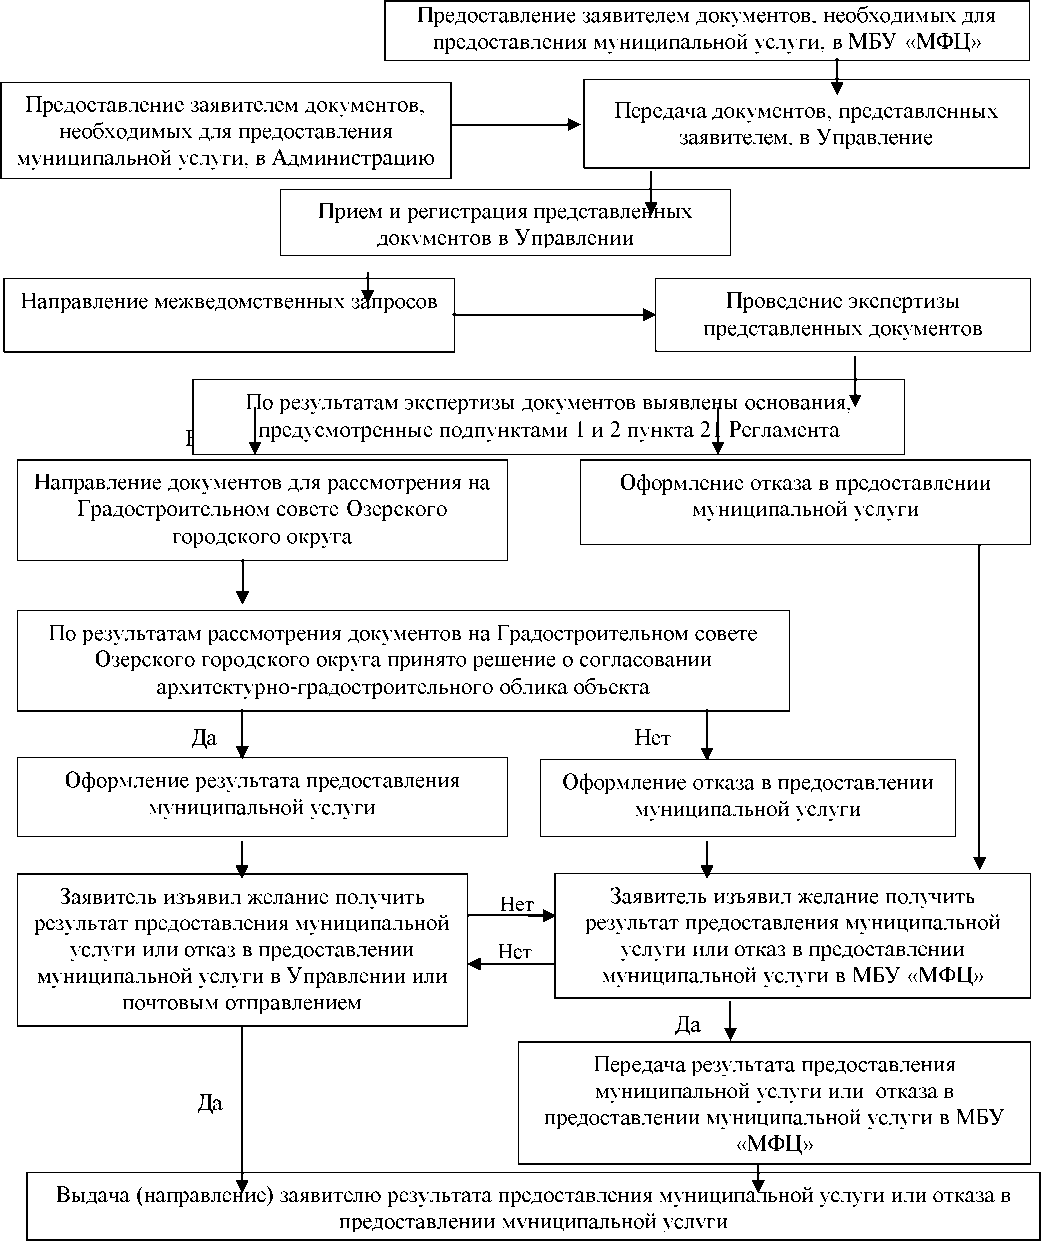 Предоставление заявителем документов, необходимых для
предоставления муниципальной услуги, в МБУ «МФЦ»
Предоставление заявителем документов,
необходимых для предоставления
муниципальной услуги, в Администрацию
Передача документов, представленных
заявителем, в Управление
Прием и регистрация представленных
документов в Управлении
Направление межведомственных запросов
Проведение экспертизы
представленных документов
По результатам экспертизы документов выявлены основания,
предусмотренные подпунктами 1 и 2 пункта 21 Регламента
Направление документов для рассмотрения на
Градостроительном совете Озерского
городского округа
Оформление отказа в предоставлении
муниципальной услуги
По результатам рассмотрения документов на Градостроительном совете
Озерского городского округа принято решение о согласовании
архитектурно-градостроительного облика объекта
Да
Нет
Оформление результата предоставления
муниципальной услуги
Оформление отказа в предоставлении
муниципальной услуги
Заявитель изъявил желание получить
результат предоставления муниципальной
услуги или отказ в предоставлении
муниципальной услуги в Управлении или
почтовым отправлением
Нет
Нет
Заявитель изъявил желание получить
результат предоставления муниципальной
услуги или отказ в предоставлении
муниципальной услуги в МБУ «МФЦ»
Да
Передача результата предоставления
муниципальной услуги или отказа в
предоставлении муниципальной услуги в МБУ
«МФЦ»
Да
Выдача (направление) заявителю результата предоставления муниципальной услуги или отказа в
предоставлении муниципальной услуги